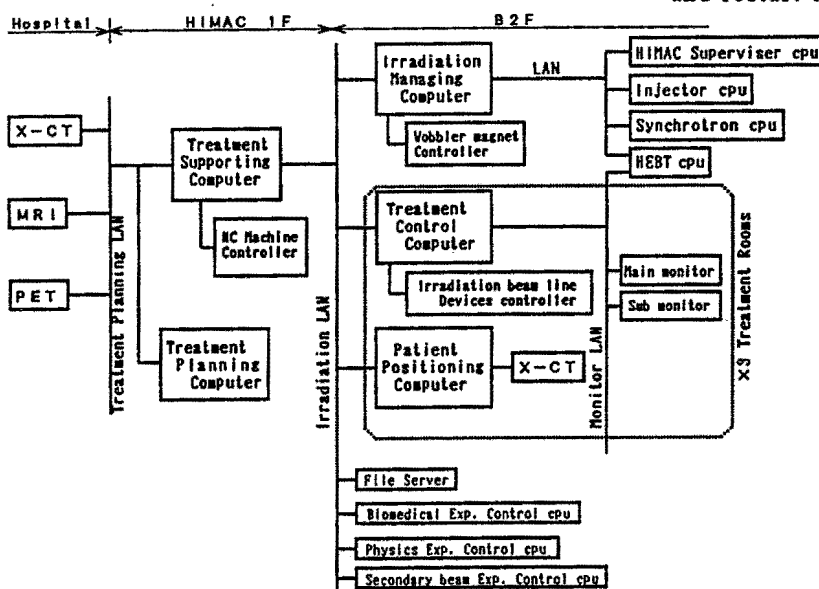 Hospital
HIMAC 1F
B2F
X-CT
MRI
PET
Treatment Planning LAN
Treatment
Supporting
Computer
NC Machine
Controller
Treatment
Planning
Computer
Irradiation LAN
Irradiation
Managing
Computer
Vobbler magnet
Controller
LAN
HIMAC Superviser cpu
Injector cpu
Synchrotron cpu
HEBT cpu
Treatment
Control
Computer
Irradiation beam line
Devices controller
Patient
Positioning
Computer
X-CT
Monitor LAN
Main monitor
Sub monitor
×3 Treatment Rooms
File Server
Biomedical Exp. Control cpu
Physics Exp. Control cpu
Secondary beam Exp. Control cpu